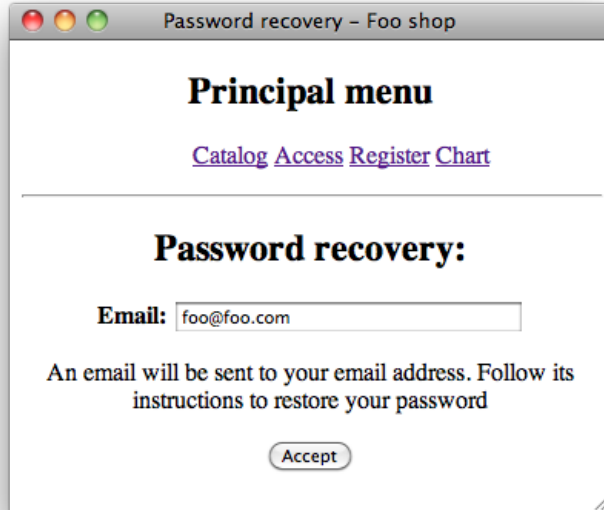 Password recovery – Foo shop
Principal menu
Catalog Access Register Chart
Password recovery:
Email: foo@foo.com
An email will be sent to your email address. Follow its
instructions to restore your password
Accept